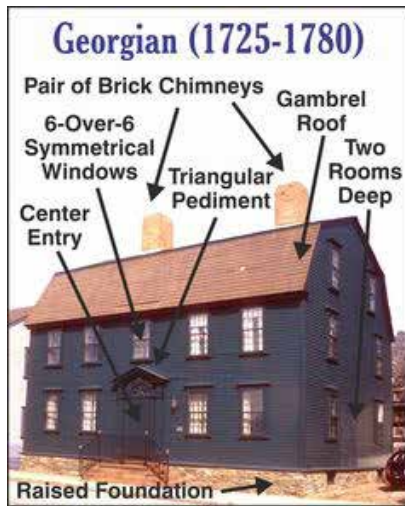 Georgian (1725-1780)
Pair of Brick Chimneys
Gambrel
Roof
6-Over-6
Symmetrical
Windows
Triangular
Pediment
Two
Rooms
Deep
Center
Entry
Raised Foundation